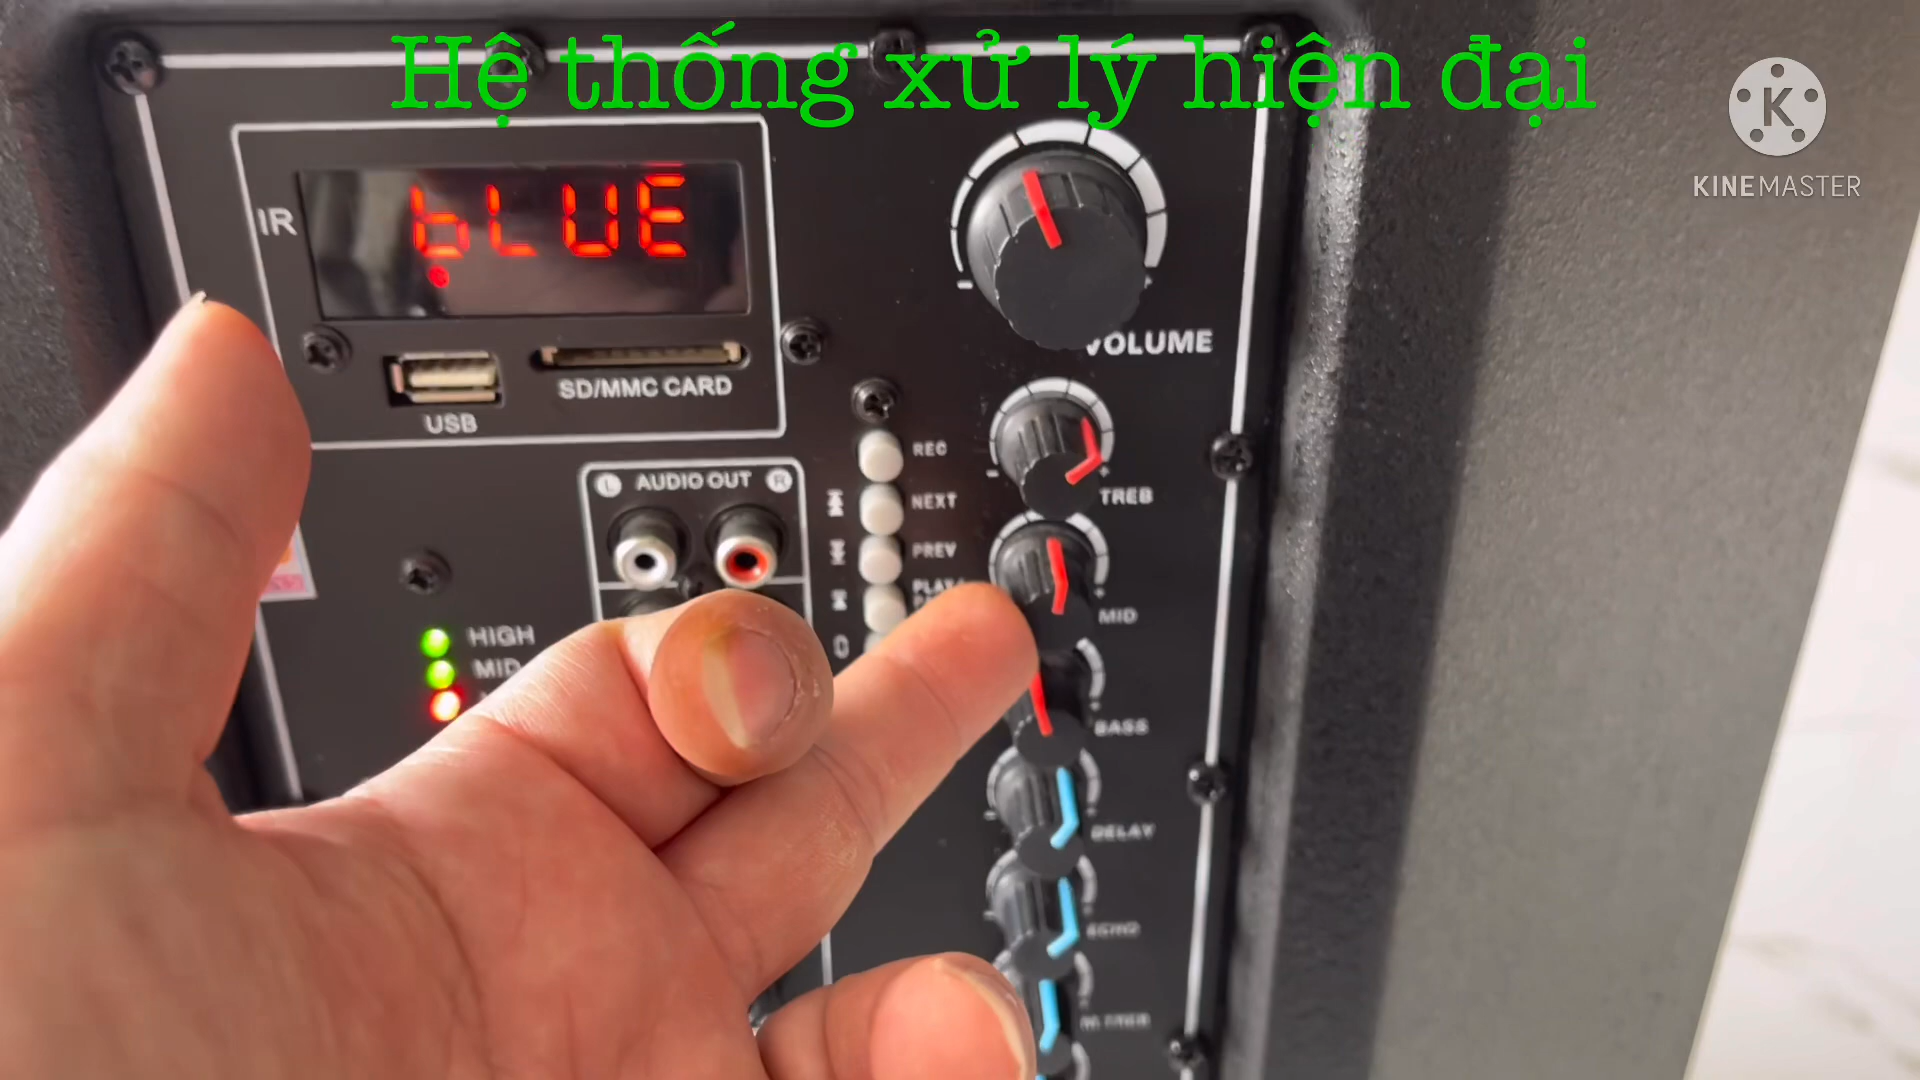 Hệ thống xử lý hiện đại
KINEMASTER
IR
bLUE
VOLUME
USB
SD/MMC CARD
REC
L AUDIO OUT R
NEXT
TREB
PREV
MID
HIGH
MID
BASS
DELAY
ECHO